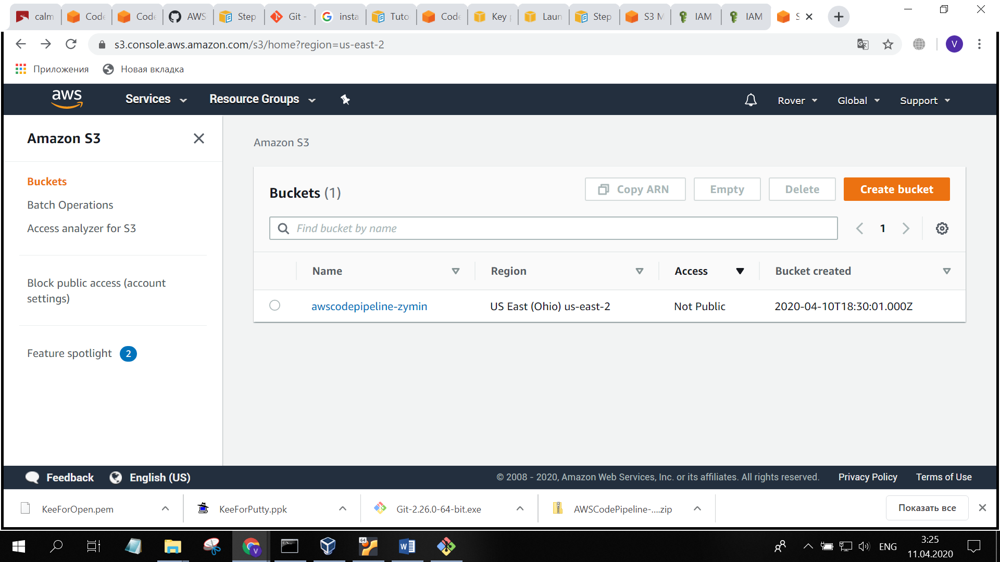 calm Code Code AWS Step Git - insta Tuto Code Key p Laun Step S3 M IAM IAM S
s3.console.aws.amazon.com/s3/home?region=us-east-2 V
Приложения Новая вкладка
aws Services Resource Groups Rover Global Support
Amazon S3
Buckets
Batch Operations
Access analyzer for S3
Block public access (account
settings)
Feature spotlight 2
Amazon S3
Buckets (1) Copy ARN Empty Delete Create bucket
Find bucket by name 1
Name Region Access Bucket created
awscodepipeline-zymin US East (Ohio) us-east-2 Not Public 2020-04-10T18:30:01.000Z
Feedback English (US) © 2008 - 2020, Amazon Web Services, Inc. or its affiliates. All rights reserved. Privacy Policy Terms of Use
KeeForOpen.pem KeeForPutty.ppk Git-2.26.0-64-bit.exe AWSCodePipeline-....zip Показать все
V 64 ENG 3:25
11.04.2020